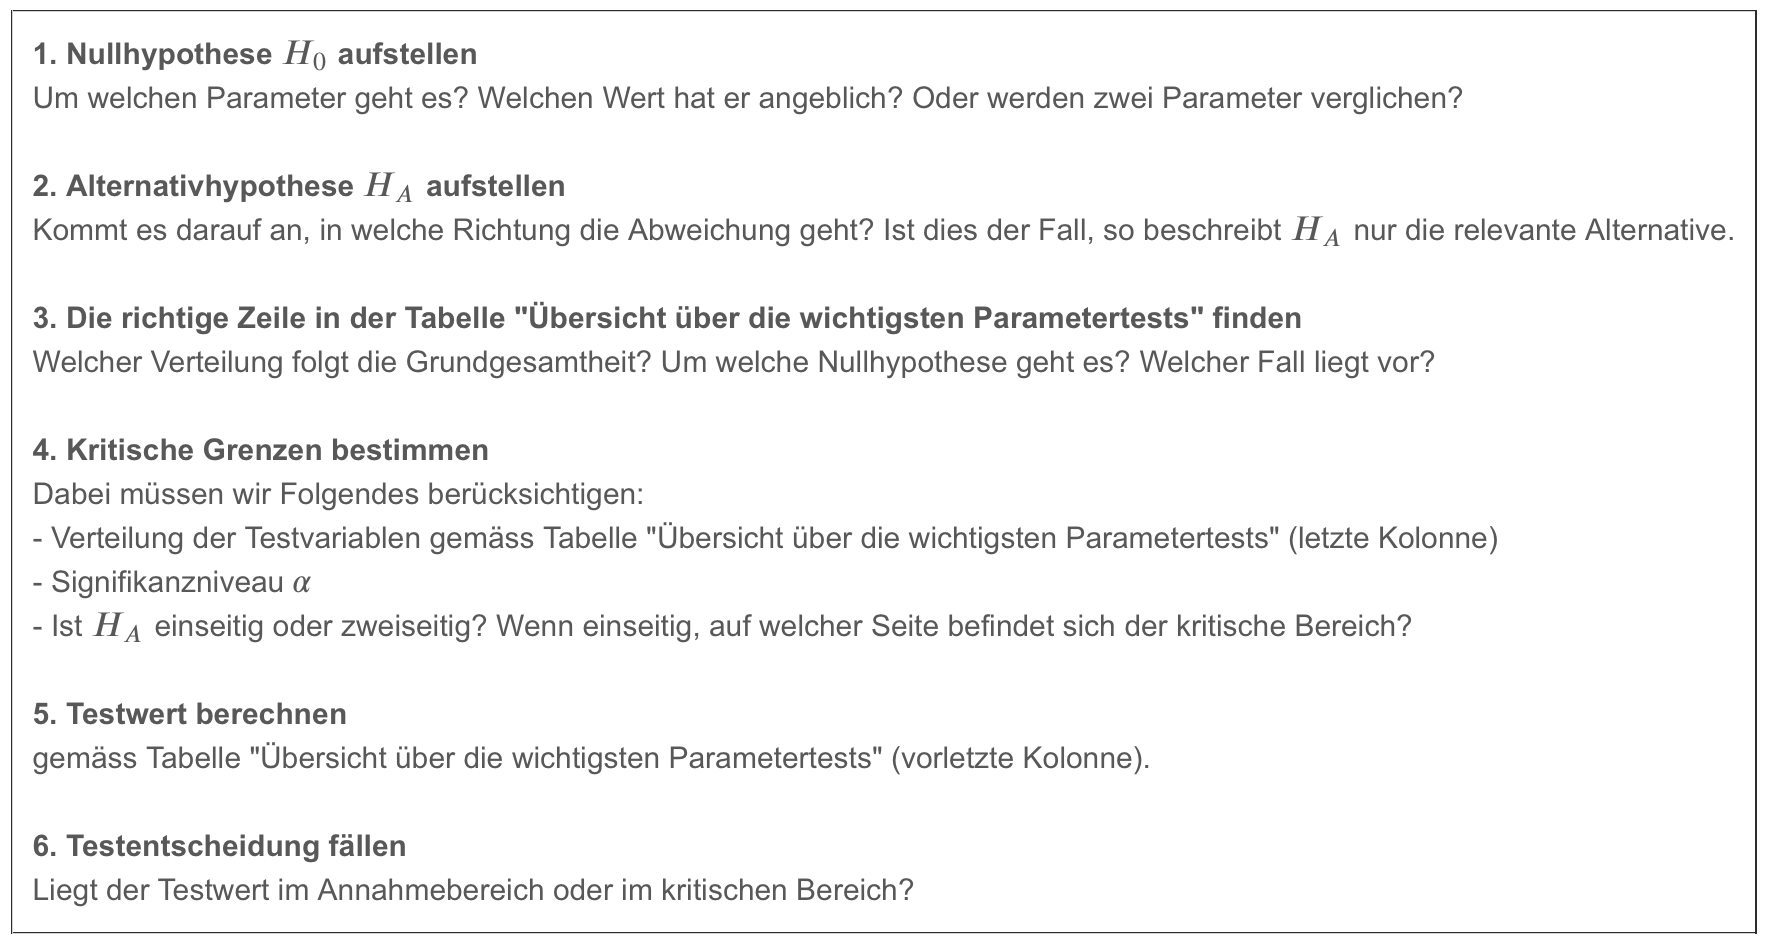 1. Nullhypothese H₀ aufstellen
Um welchen Parameter geht es? Welchen Wert hat er angeblich? Oder werden zwei Parameter verglichen?
2. Alternativhypothese H_A aufstellen
Kommt es darauf an, in welche Richtung die Abweichung geht? Ist dies der Fall, so beschreibt H_A nur die relevante Alternative.
3. Die richtige Zeile in der Tabelle "Übersicht über die wichtigsten Parametertests" finden
Welcher Verteilung folgt die Grundgesamtheit? Um welche Nullhypothese geht es? Welcher Fall liegt vor?
4. Kritische Grenzen bestimmen
Dabei müssen wir Folgendes berücksichtigen:
- Verteilung der Testvariablen gemäss Tabelle "Übersicht über die wichtigsten Parametertests" (letzte Kolonne)
- Signifikanzniveau α
- Ist H_A einseitig oder zweiseitig? Wenn einseitig, auf welcher Seite befindet sich der kritische Bereich?
5. Testwert berechnen
gemäss Tabelle "Übersicht über die wichtigsten Parametertests" (vorletzte Kolonne).
6. Testentscheidung fällen
Liegt der Testwert im Annahmebereich oder im kritischen Bereich?